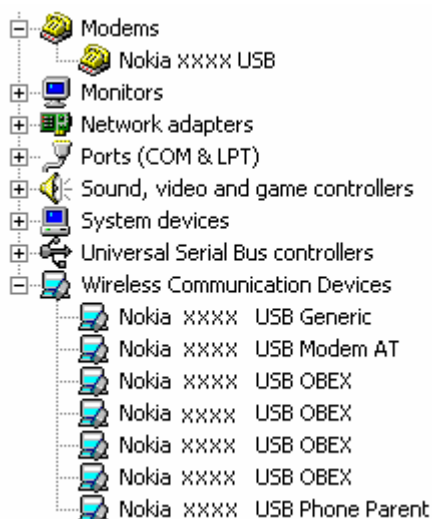 Modems
Nokia xxxx USB
Monitors
Network adapters
Ports (COM & LPT)
Sound, video and game controllers
System devices
Universal Serial Bus controllers
Wireless Communication Devices
Nokia xxxx USB Generic
Nokia xxxx USB Modem AT
Nokia xxxx USB OBEX
Nokia xxxx USB OBEX
Nokia xxxx USB OBEX
Nokia xxxx USB OBEX
Nokia xxxx USB Phone Parent